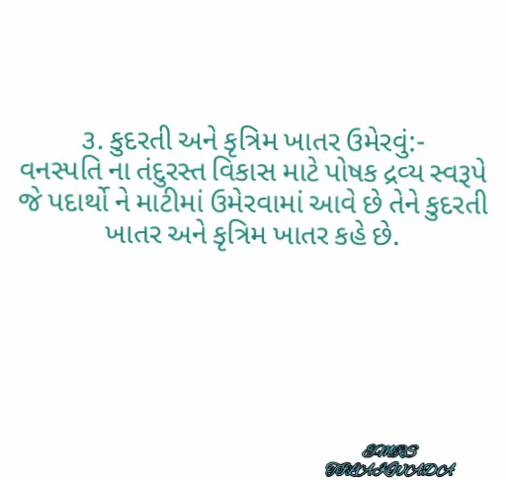 ૩. કુદરતી અને કૃત્રિમ ખાતર ઉમેરવું:-
વનસ્પતિ ના તંદુરસ્ત વિકાસ માટે પોષક દ્રવ્ય સ્વરૂપે
જે પદાર્થો ને માટીમાં ઉમેરવામાં આવે છે તેને કુદરતી
ખાતર અને કૃત્રિમ ખાતર કહે છે.
EMRS